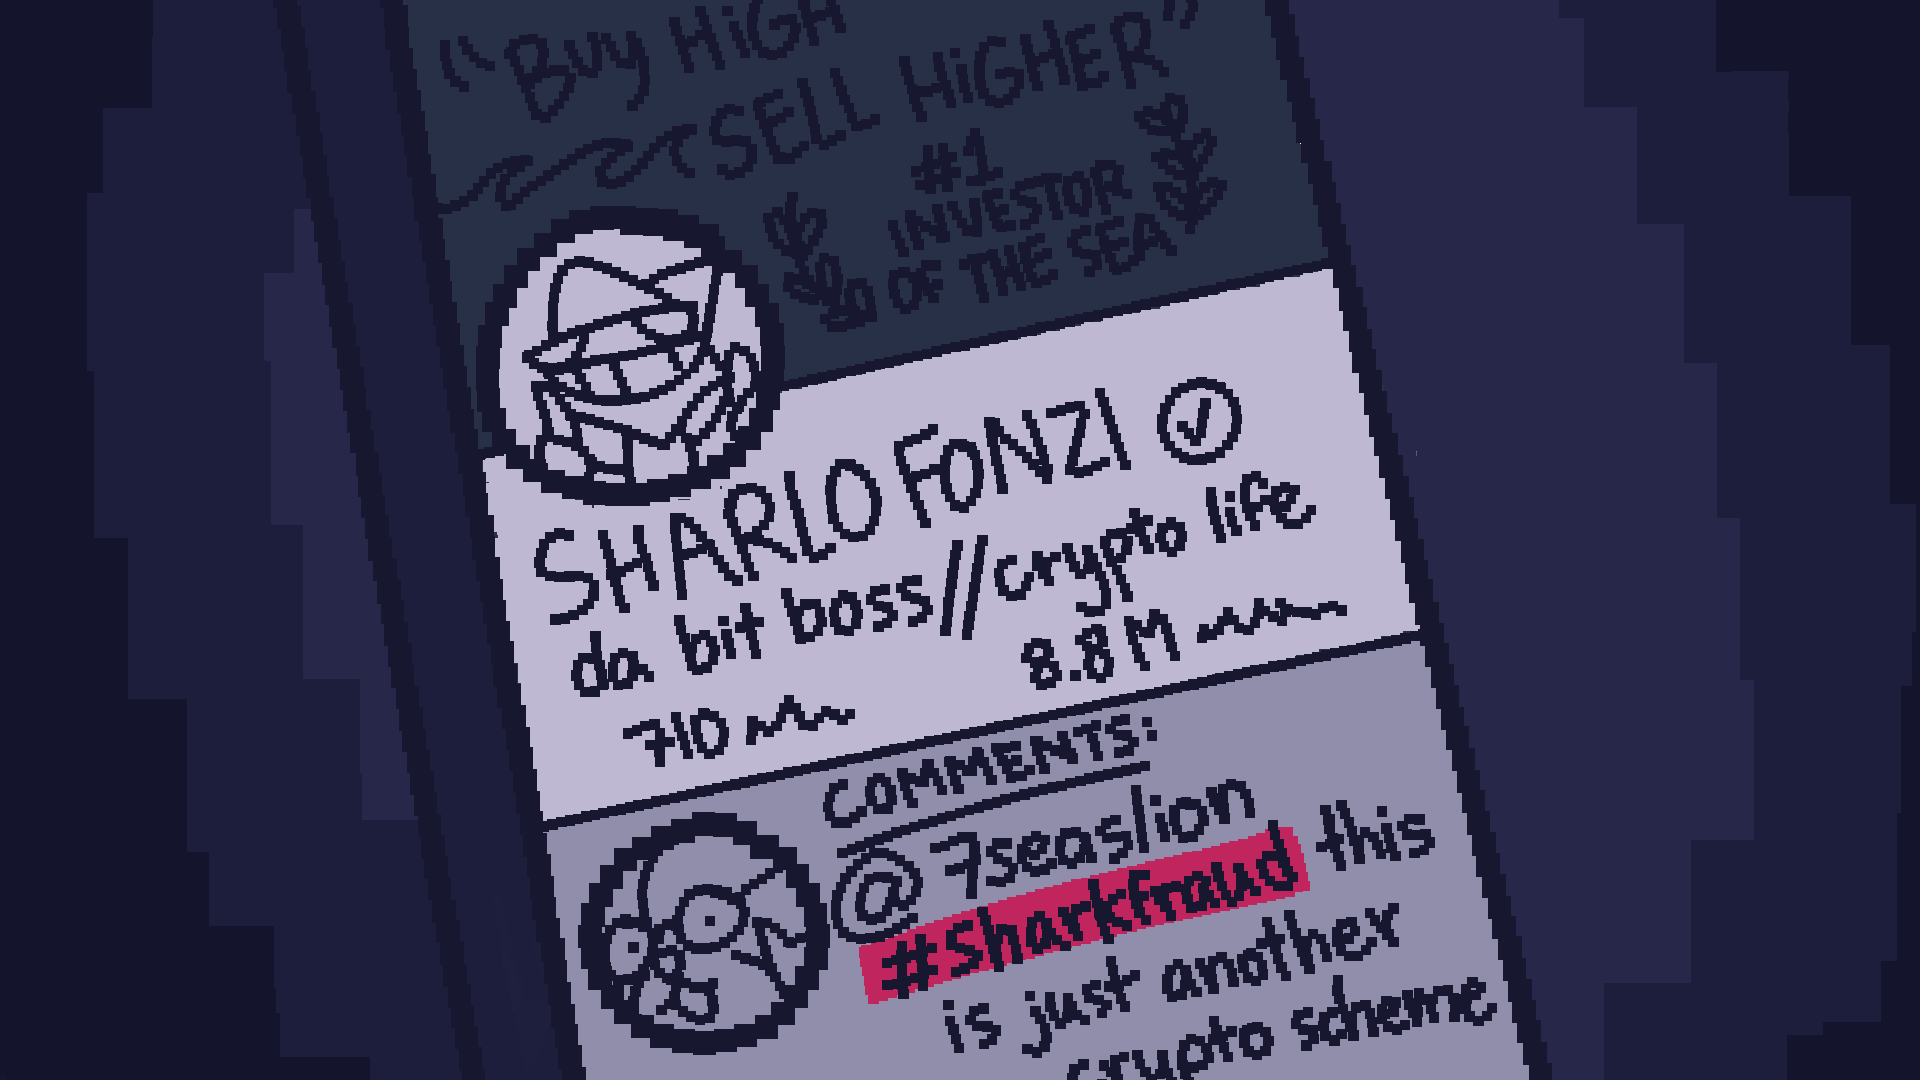 "BUY HiGH
SELL HiGHER"
#1
INVESTOR
OF THE SEA
SHARLO FONZI
da bit boss//crypto life
710
8.8M
COMMENTS:
@7seaslion
#Sharkfraud this
is just another
crypto scheme